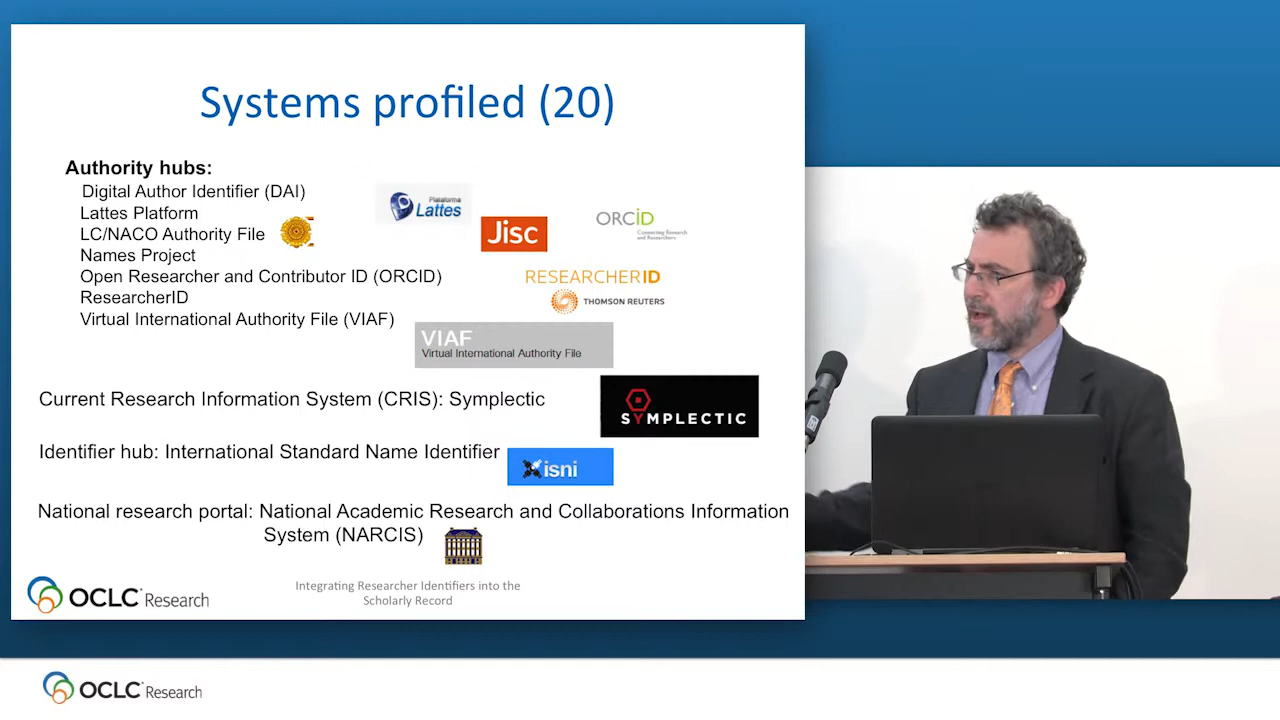 Systems profiled (20)
Authority hubs:
Digital Author Identifier (DAI)
Lattes Platform
LC/NACO Authority File
Names Project
Open Researcher and Contributor ID (ORCID)
ResearcherID
Virtual International Authority File (VIAF)
Plataforma
Lattes
Jisc
ORCiD
Connecting Research
and Researchers
RESEARCHERID
THOMSON REUTERS
VIAF
Virtual International Authority File
Current Research Information System (CRIS): Symplectic
SYMPLECTIC
Identifier hub: International Standard Name Identifier
isni
National research portal: National Academic Research and Collaborations Information
System (NARCIS)
Integrating Researcher Identifiers into the
Scholarly Record
OCLC Research
OCLC Research